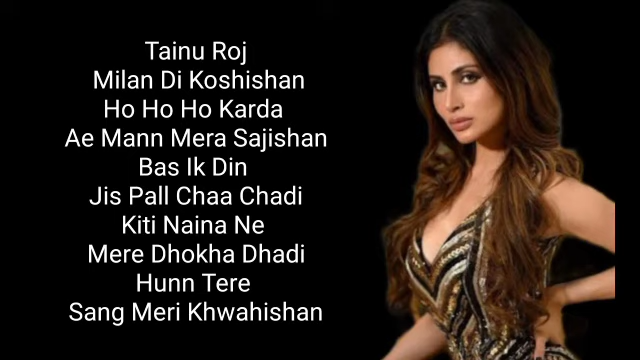 Tainu Roj
Milan Di Koshishan
Ho Ho Ho Karda
Ae Mann Mera Sajishan
Bas Ik Din
Jis Pall Chaa Chadi
Kiti Naina Ne
Mere Dhokha Dhadi
Hunn Tere
Sang Meri Khwahishan